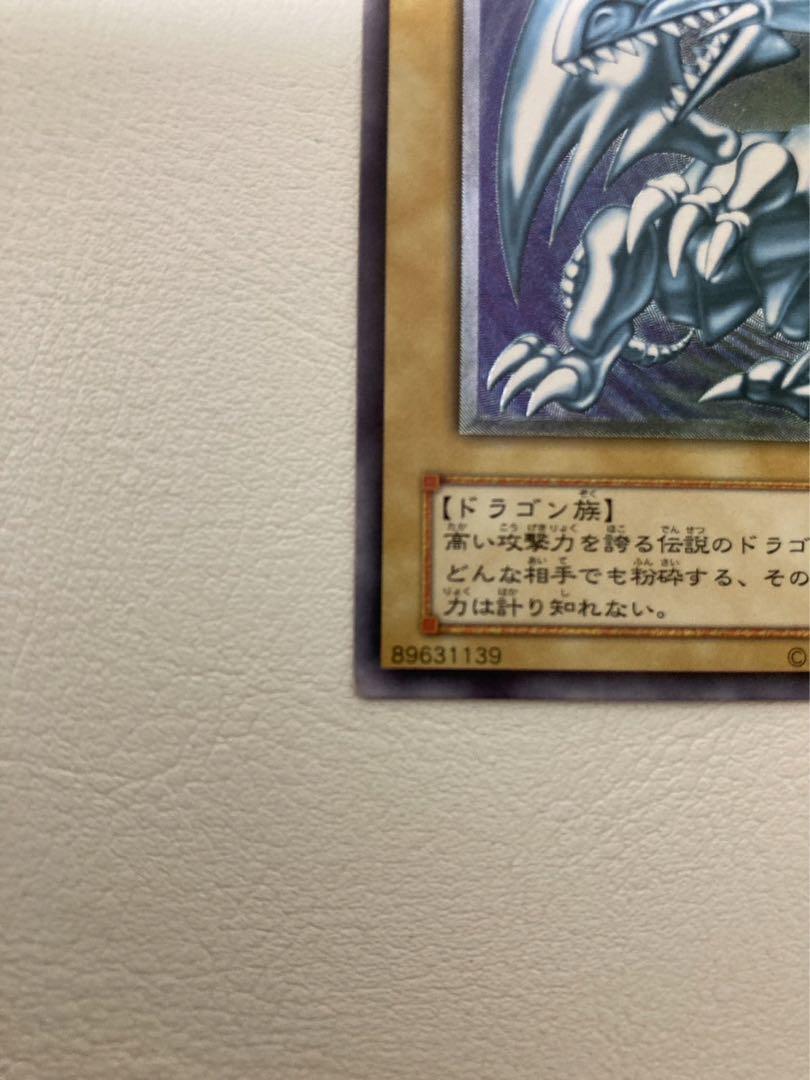 【ドラゴン族】
高い攻撃力を誇る伝説のドラゴ
どんな相手でも粉砕する、その
力は計り知れない。
89631139 ©